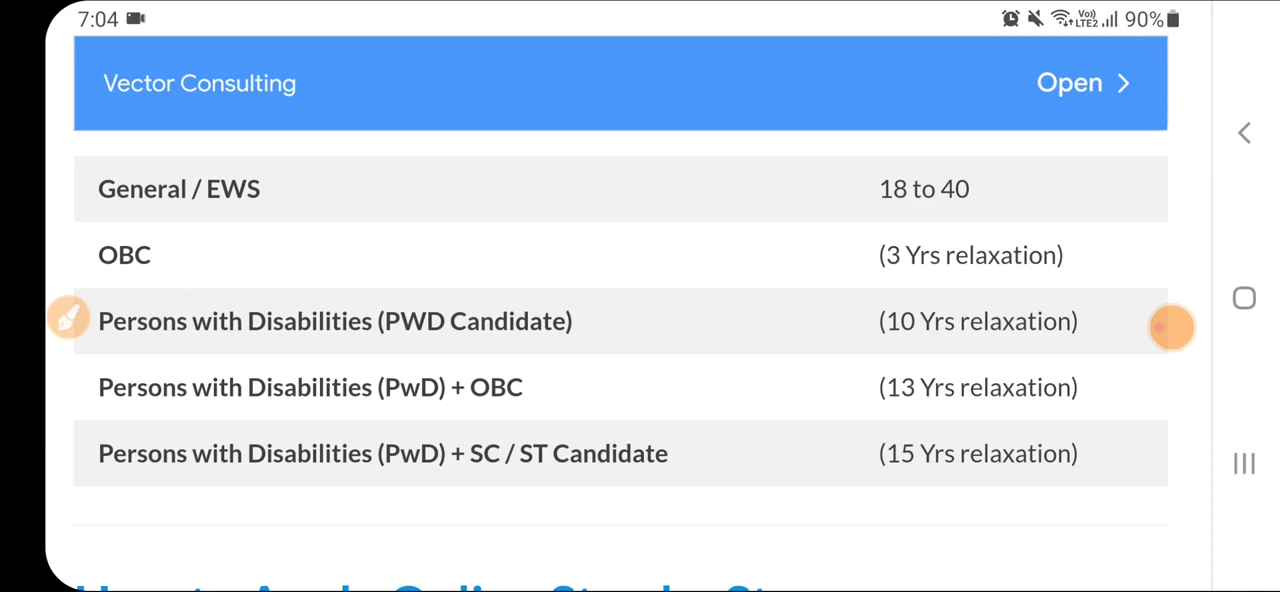 7:04 Vo)) LTE2 90%
Vector Consulting Open
General / EWS 18 to 40
OBC (3 Yrs relaxation)
Persons with Disabilities (PWD Candidate) (10 Yrs relaxation)
Persons with Disabilities (PwD) + OBC (13 Yrs relaxation)
Persons with Disabilities (PwD) + SC / ST Candidate (15 Yrs relaxation)